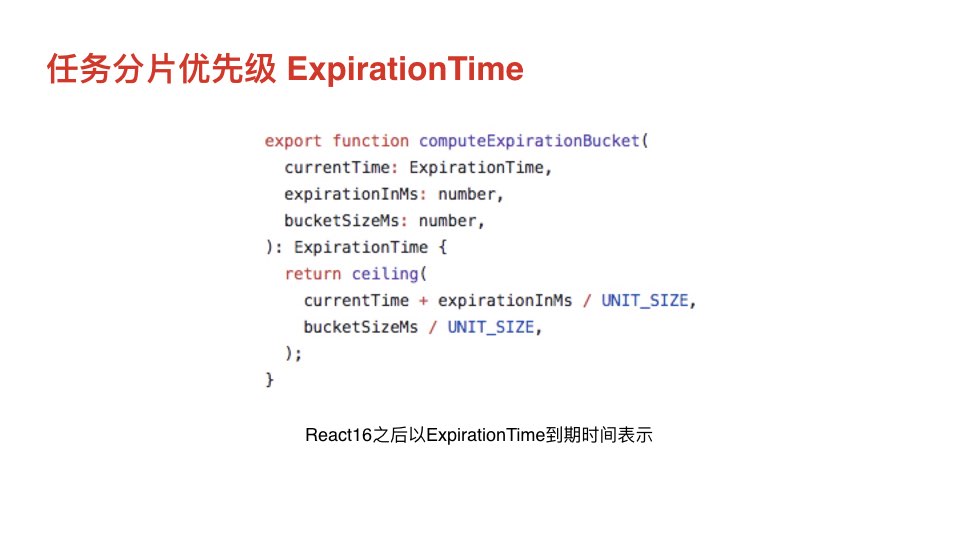 任务分片优先级 ExpirationTime
export function computeExpirationBucket(
  currentTime: ExpirationTime,
  expirationInMs: number,
  bucketSizeMs: number,
): ExpirationTime {
  return ceiling(
    currentTime + expirationInMs / UNIT_SIZE,
    bucketSizeMs / UNIT_SIZE,
  );
}
React16之后以ExpirationTime到期时间表示